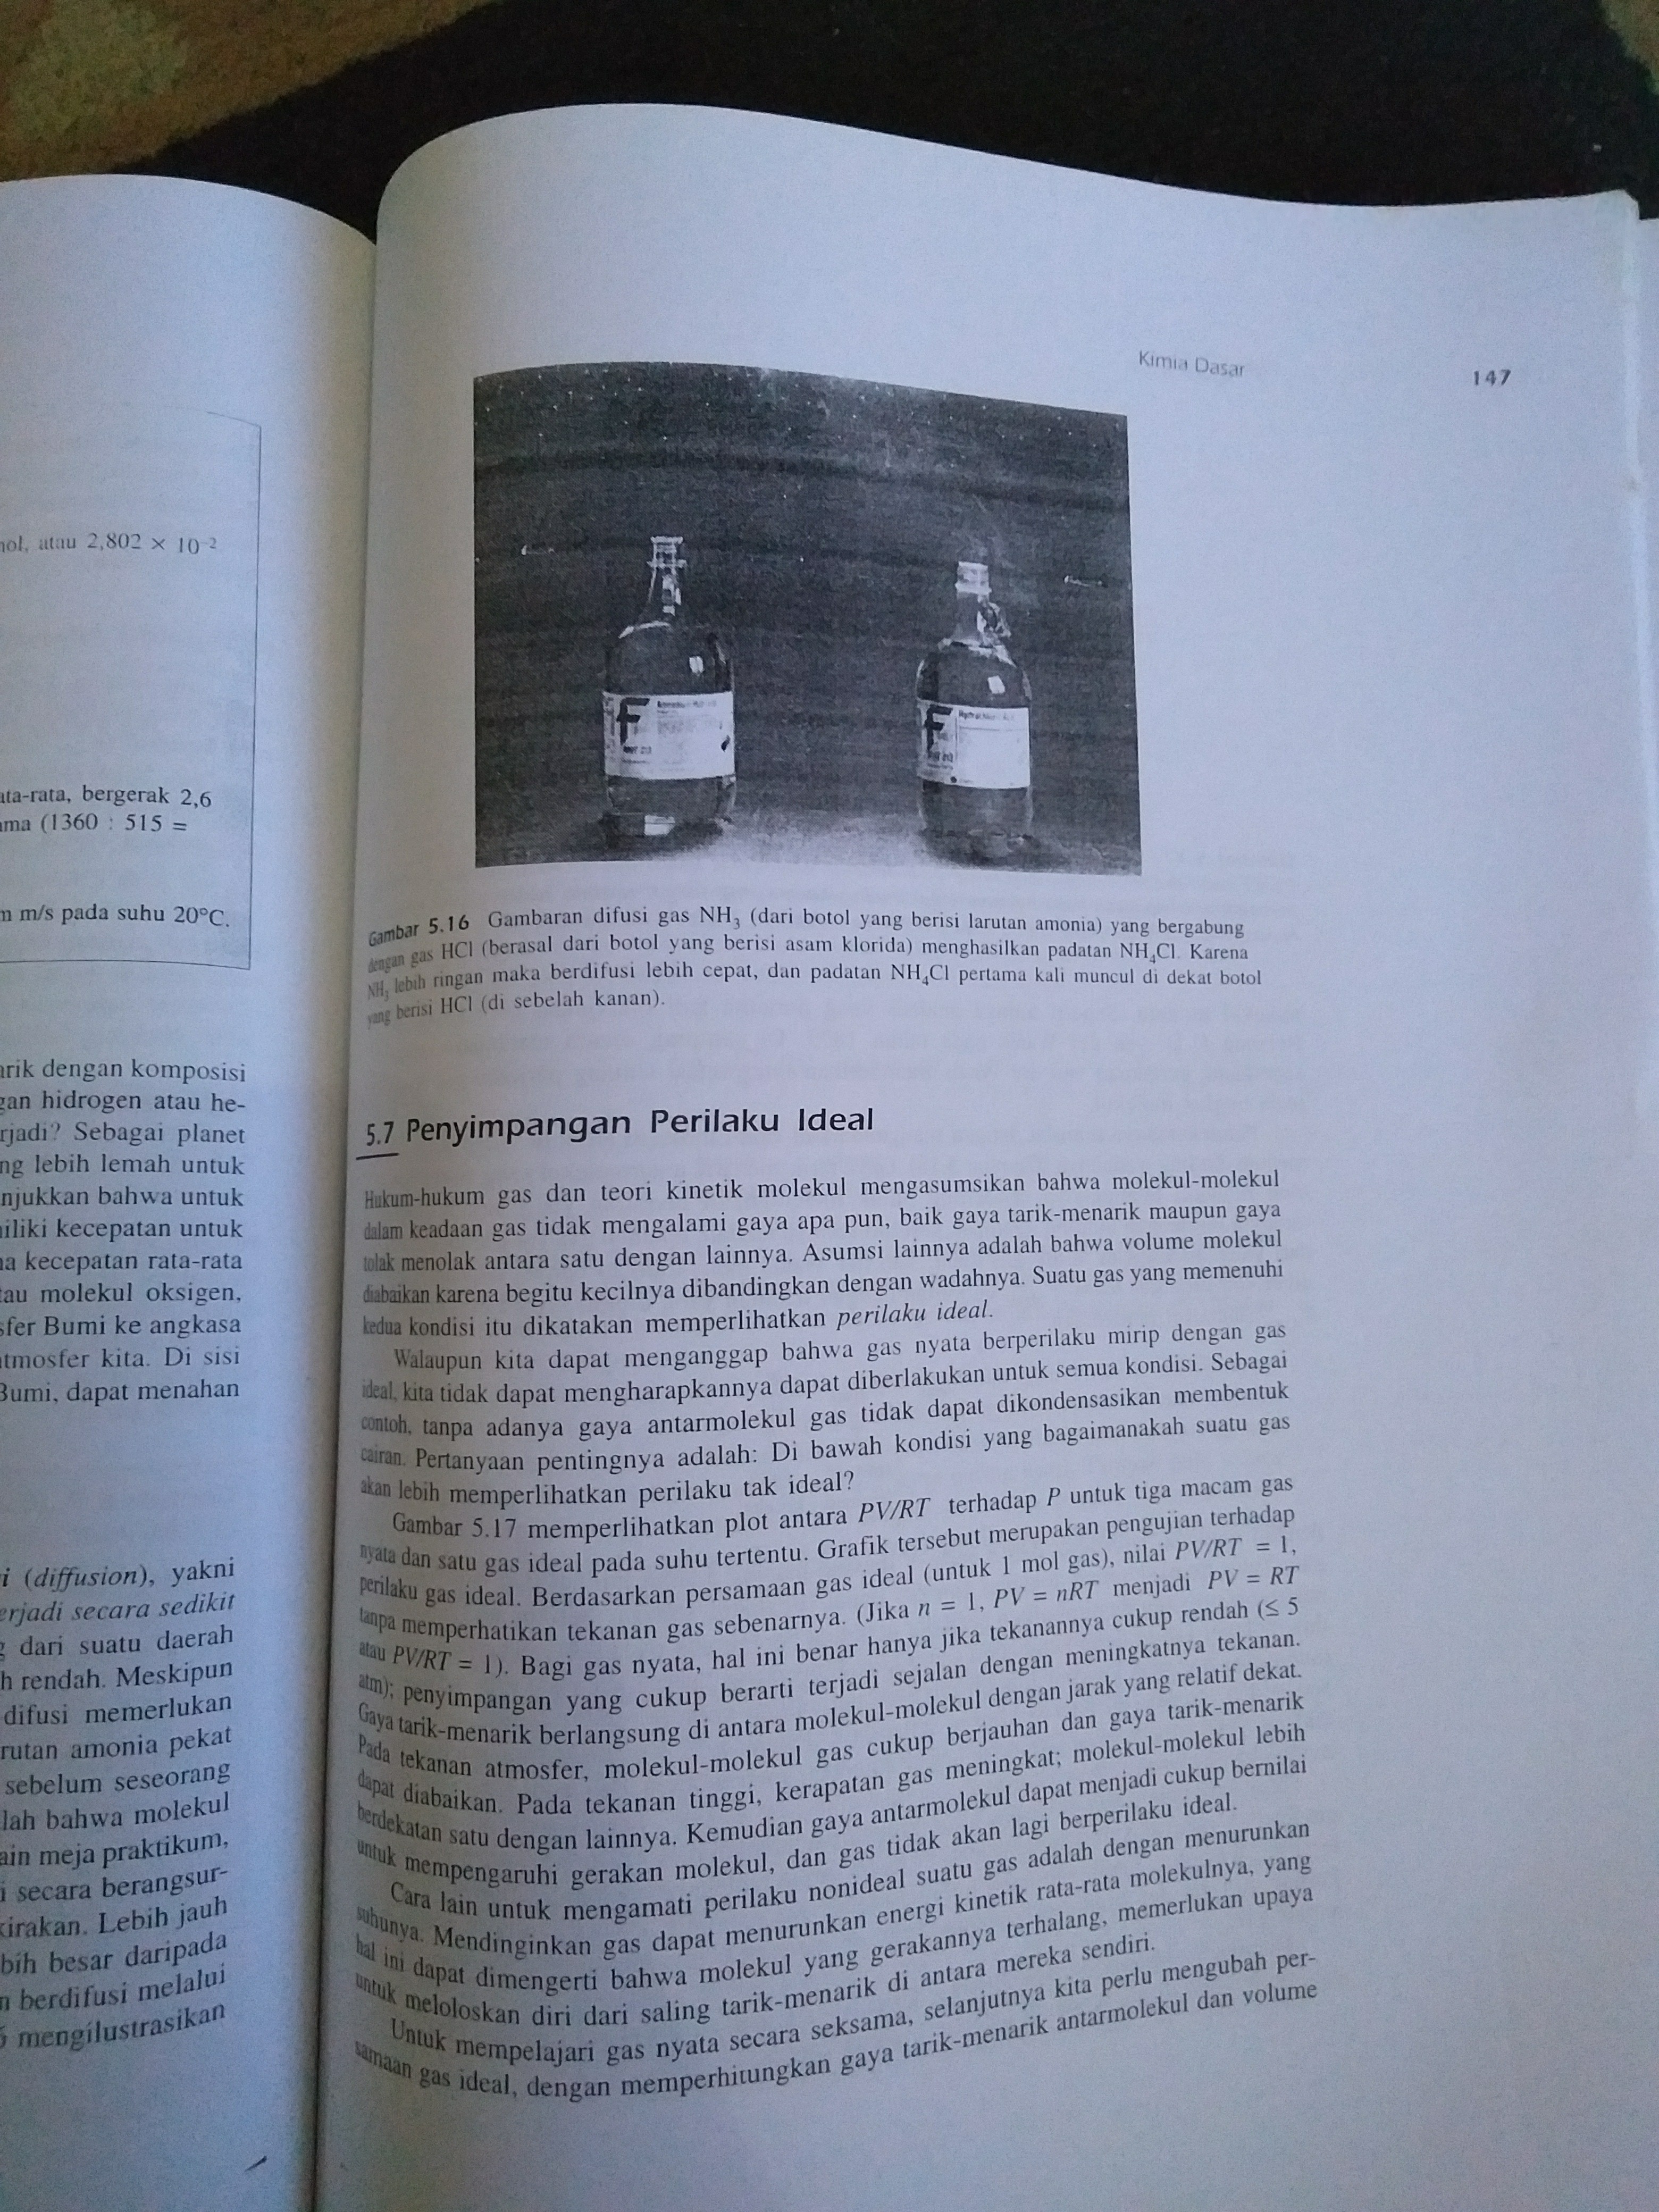 mol, atau 2,802 × 10⁻²
rata-rata, bergerak 2,6
(1360 : 515 =
m/s pada suhu 20°C.
dengan komposisi
hidrogen atau he-
Sebagai planet
lebih lemah untuk
bahwa untuk
kecepatan untuk
kecepatan rata-rata
molekul oksigen,
Bumi ke angkasa
kita. Di sisi
Bumi, dapat menahan
(diffusion), yakni
terjadi secara sedikit
dari suatu daerah
rendah. Meskipun
difusi memerlukan
amonia pekat
sebelum seseorang
bahwa molekul
meja praktikum,
secara berangsur-
Lebih jauh
besar daripada
berdifusi melalui
mengilustrasikan
Kimia Dasar
147
F
F
Gambar 5.16 Gambaran difusi gas NH₃ (dari botol yang berisi larutan amonia) yang bergabung
dengan gas HCl (berasal dari botol yang berisi asam klorida) menghasilkan padatan NH₄Cl. Karena
NH₃ lebih ringan maka berdifusi lebih cepat, dan padatan NH₄Cl pertama kali muncul di dekat botol
yang berisi HCl (di sebelah kanan).
5.7 Penyimpangan Perilaku Ideal
Hukum-hukum gas dan teori kinetik molekul mengasumsikan bahwa molekul-molekul
dalam keadaan gas tidak mengalami gaya apa pun, baik gaya tarik-menarik maupun gaya
tolak menolak antara satu dengan lainnya. Asumsi lainnya adalah bahwa volume molekul
diabaikan karena begitu kecilnya dibandingkan dengan wadahnya. Suatu gas yang memenuhi
kedua kondisi itu dikatakan memperlihatkan perilaku ideal.
Walaupun kita dapat menganggap bahwa gas nyata berperilaku mirip dengan gas
ideal, kita tidak dapat mengharapkannya dapat diberlakukan untuk semua kondisi. Sebagai
contoh, tanpa adanya gaya antarmolekul gas tidak dapat dikondensasikan membentuk
cairan. Pertanyaan pentingnya adalah: Di bawah kondisi yang bagaimanakah suatu gas
akan lebih memperlihatkan perilaku tak ideal?
Gambar 5.17 memperlihatkan plot antara PV/RT terhadap P untuk tiga macam gas
nyata dan satu gas ideal pada suhu tertentu. Grafik tersebut merupakan pengujian terhadap
perilaku gas ideal. Berdasarkan persamaan gas ideal (untuk 1 mol gas), nilai PV/RT = 1,
tanpa memperhatikan tekanan gas sebenarnya. (Jika n = 1, PV = nRT menjadi PV = RT
atau PV/RT = 1). Bagi gas nyata, hal ini benar hanya jika tekanannya cukup rendah (≤ 5
atm); penyimpangan yang cukup berarti terjadi sejalan dengan meningkatnya tekanan.
Gaya tarik-menarik berlangsung di antara molekul-molekul dengan jarak yang relatif dekat.
Pada tekanan atmosfer, molekul-molekul gas cukup berjauhan dan gaya tarik-menarik
dapat diabaikan. Pada tekanan tinggi, kerapatan gas meningkat; molekul-molekul lebih
berdekatan satu dengan lainnya. Kemudian gaya antarmolekul dapat menjadi cukup bernilai
untuk mempengaruhi gerakan molekul, dan gas tidak akan lagi berperilaku ideal.
Cara lain untuk mengamati perilaku nonideal suatu gas adalah dengan menurunkan
suhunya. Mendinginkan gas dapat menurunkan energi kinetik rata-rata molekulnya, yang
hal ini dapat dimengerti bahwa molekul yang gerakannya terhalang, memerlukan upaya
untuk meloloskan diri dari saling tarik-menarik di antara mereka sendiri.
Untuk mempelajari gas nyata secara seksama, selanjutnya kita perlu mengubah per-
samaan gas ideal, dengan memperhitungkan gaya tarik-menarik antarmolekul dan volume